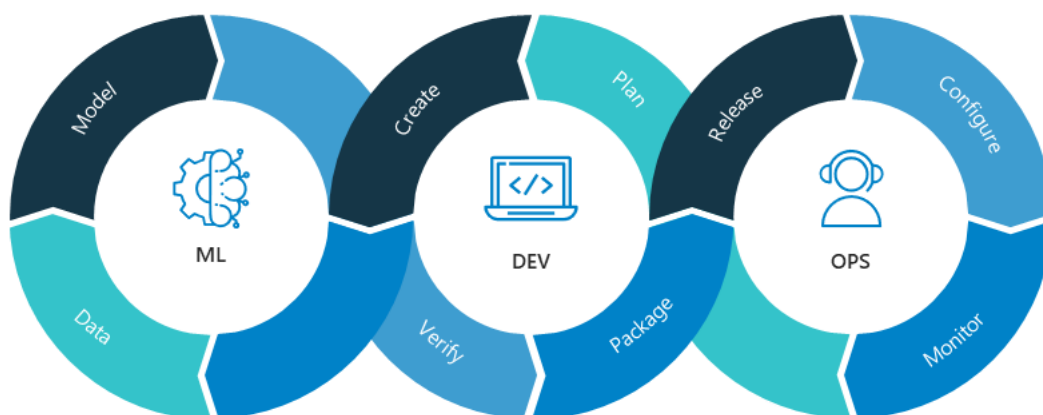 Model
Data
ML
Create
Plan
Verify
Package
DEV
Release
Configure
Monitor
OPS